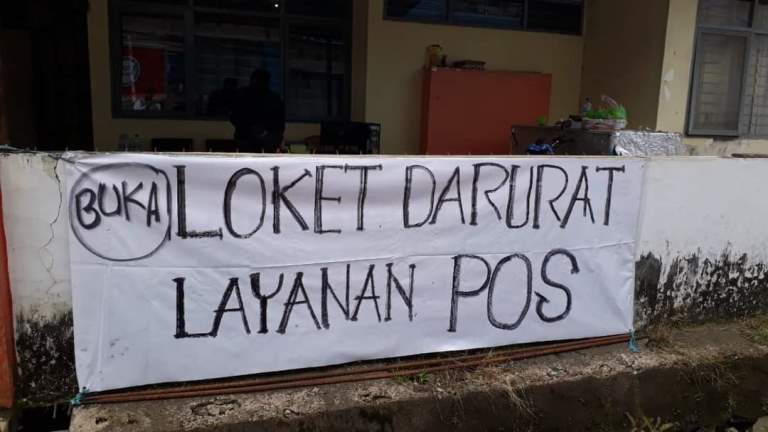 BUKA LOKET DARURAT
LAYANAN POS